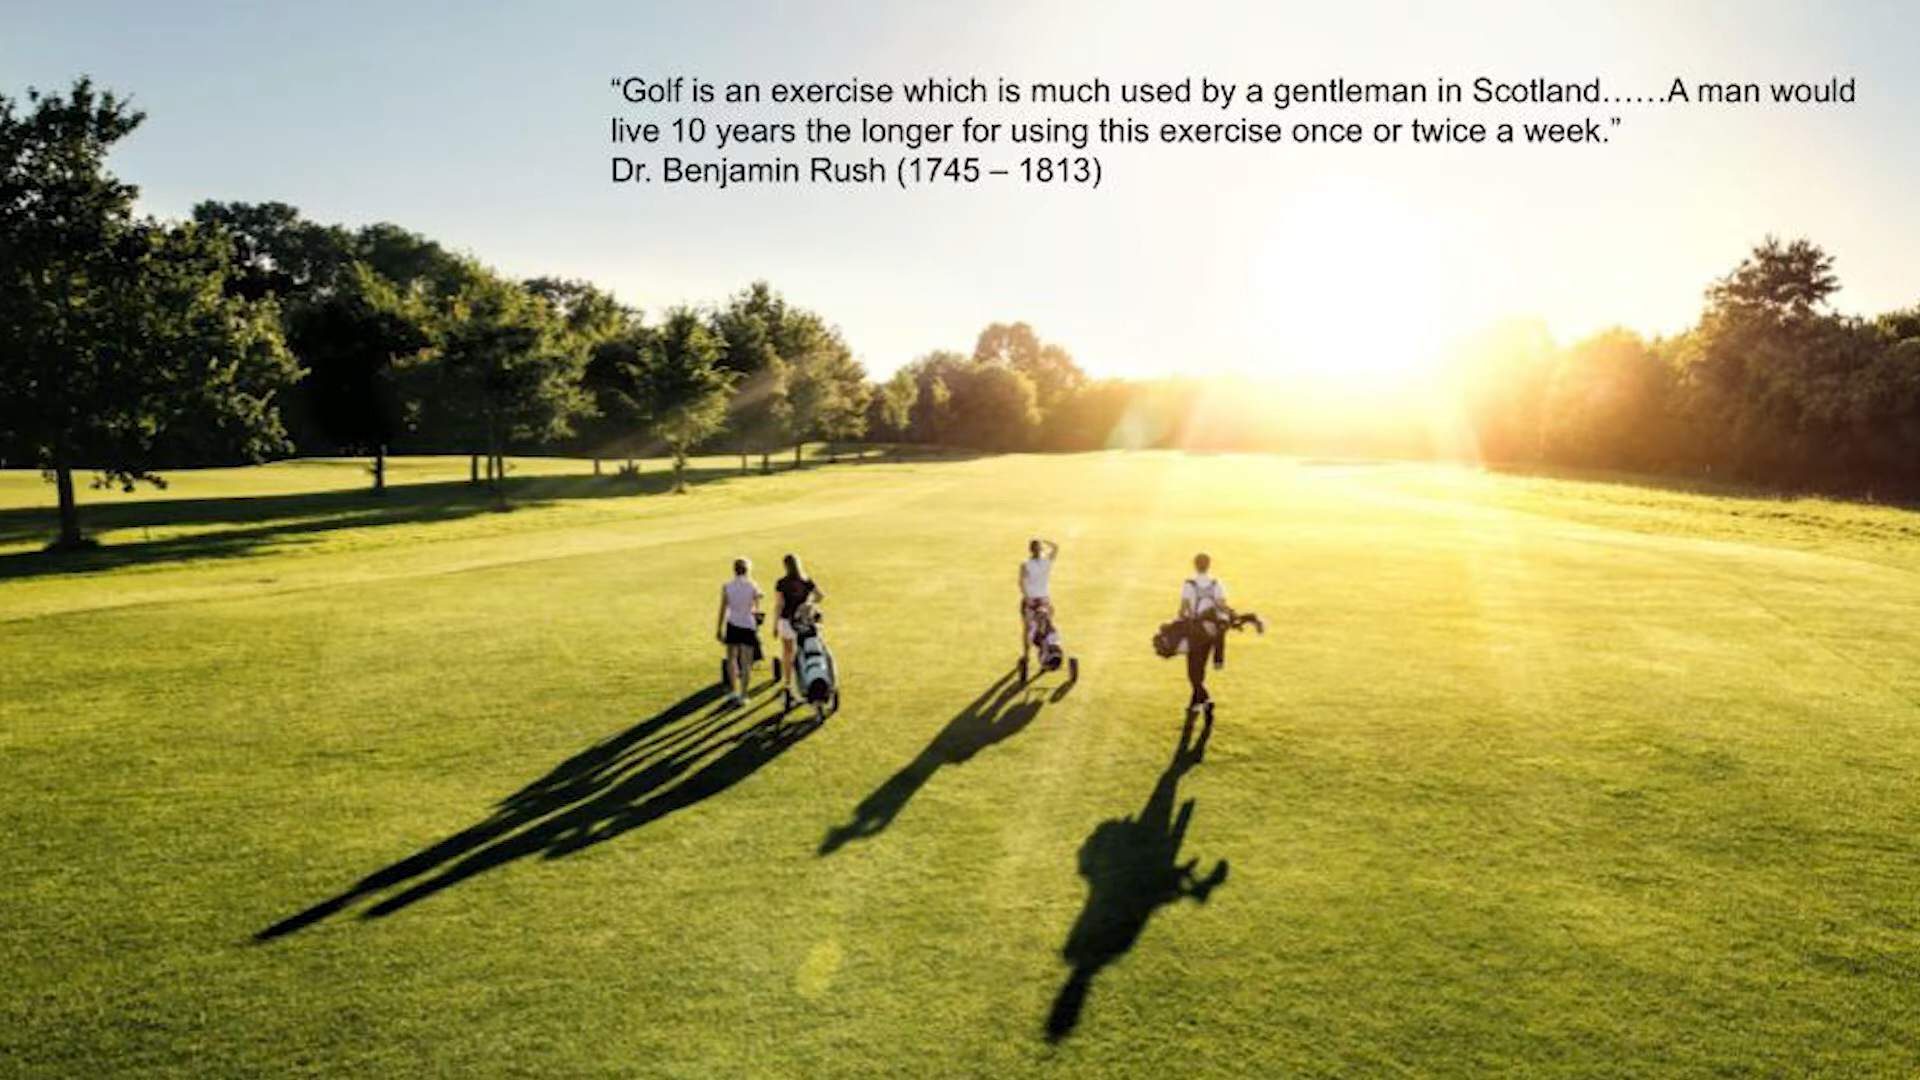 “Golf is an exercise which is much used by a gentleman in Scotland……A man would
live 10 years the longer for using this exercise once or twice a week.”
Dr. Benjamin Rush (1745 – 1813)